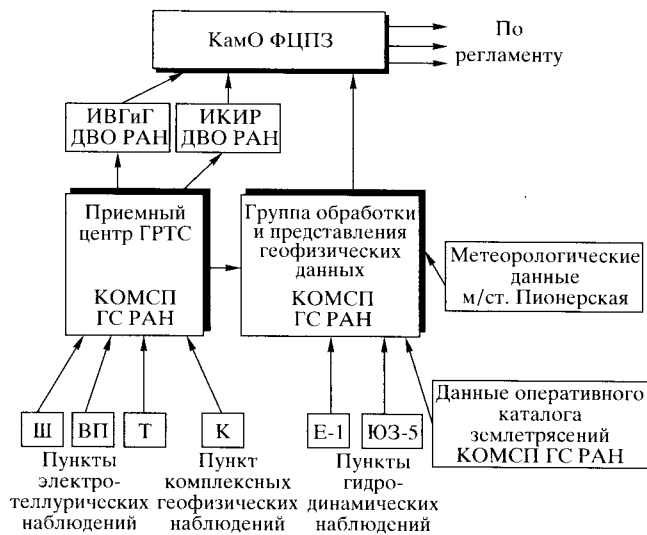 КамО ФЦПЗ
По
регламенту
ИВГиГ
ДВО РАН
ИКИР
ДВО РАН
Приемный
центр ГРТС
КОМСП
ГС РАН
Группа обработки
и представления
геофизических
данных
КОМСП
ГС РАН
Метеорологические
данные
м/ст. Пионерская
Данные оперативного
каталога
землетрясений
КОМСП ГС РАН
Ш
ВП
Т
К
Е-1
ЮЗ-5
Пункты
электро-
теллурических
наблюдений
Пункт
комплексных
геофизических
наблюдений
Пункты
гидро-
динамических
наблюдений